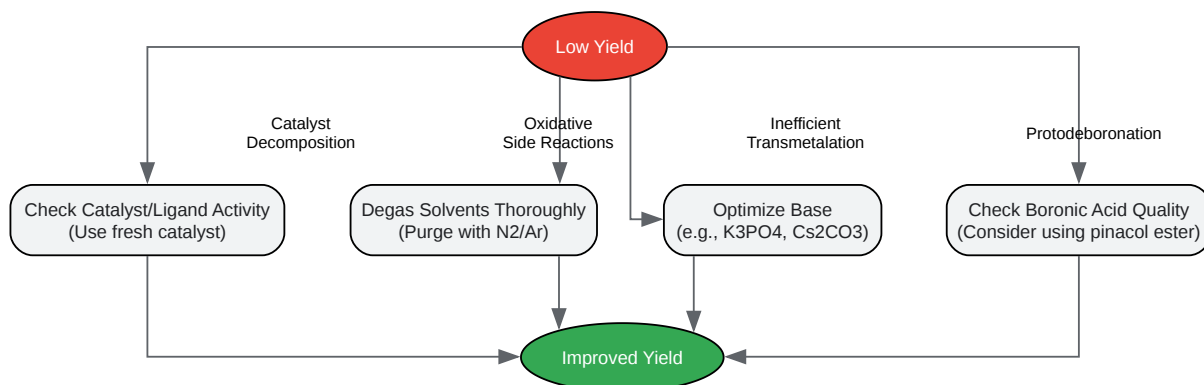 Low Yield
Catalyst
Decomposition
Oxidative
Side Reactions
Inefficient
Transmetalation
Protodeboronation
Check Catalyst/Ligand Activity
(Use fresh catalyst)
Degas Solvents Thoroughly
(Purge with N2/Ar)
Optimize Base
(e.g., K3PO4, Cs2CO3)
Check Boronic Acid Quality
(Consider using pinacol ester)
Improved Yield